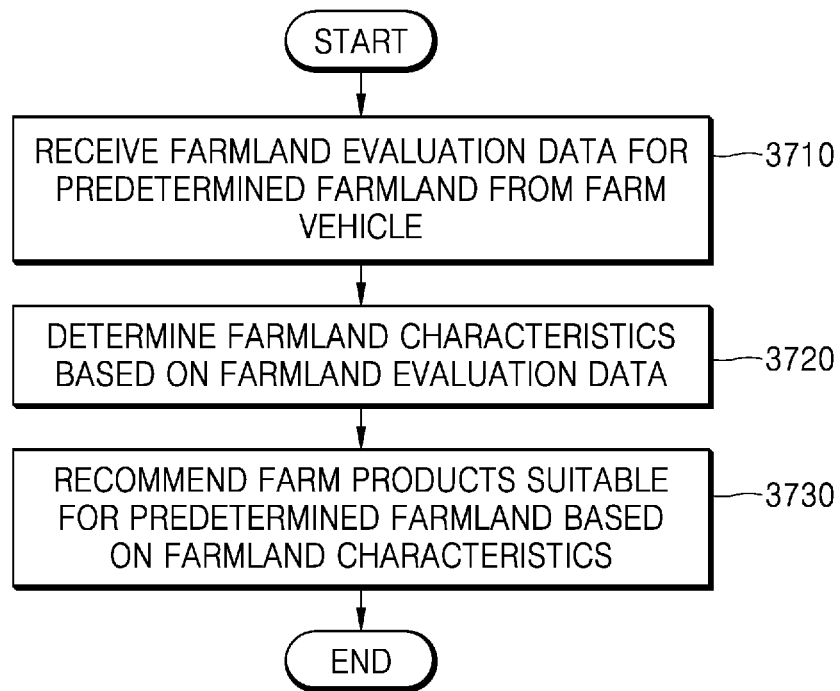 START
RECEIVE FARMLAND EVALUATION DATA FOR
PREDETERMINED FARMLAND FROM FARM
VEHICLE
3710
DETERMINE FARMLAND CHARACTERISTICS
BASED ON FARMLAND EVALUATION DATA
3720
RECOMMEND FARM PRODUCTS SUITABLE
FOR PREDETERMINED FARMLAND BASED
ON FARMLAND CHARACTERISTICS
3730
END